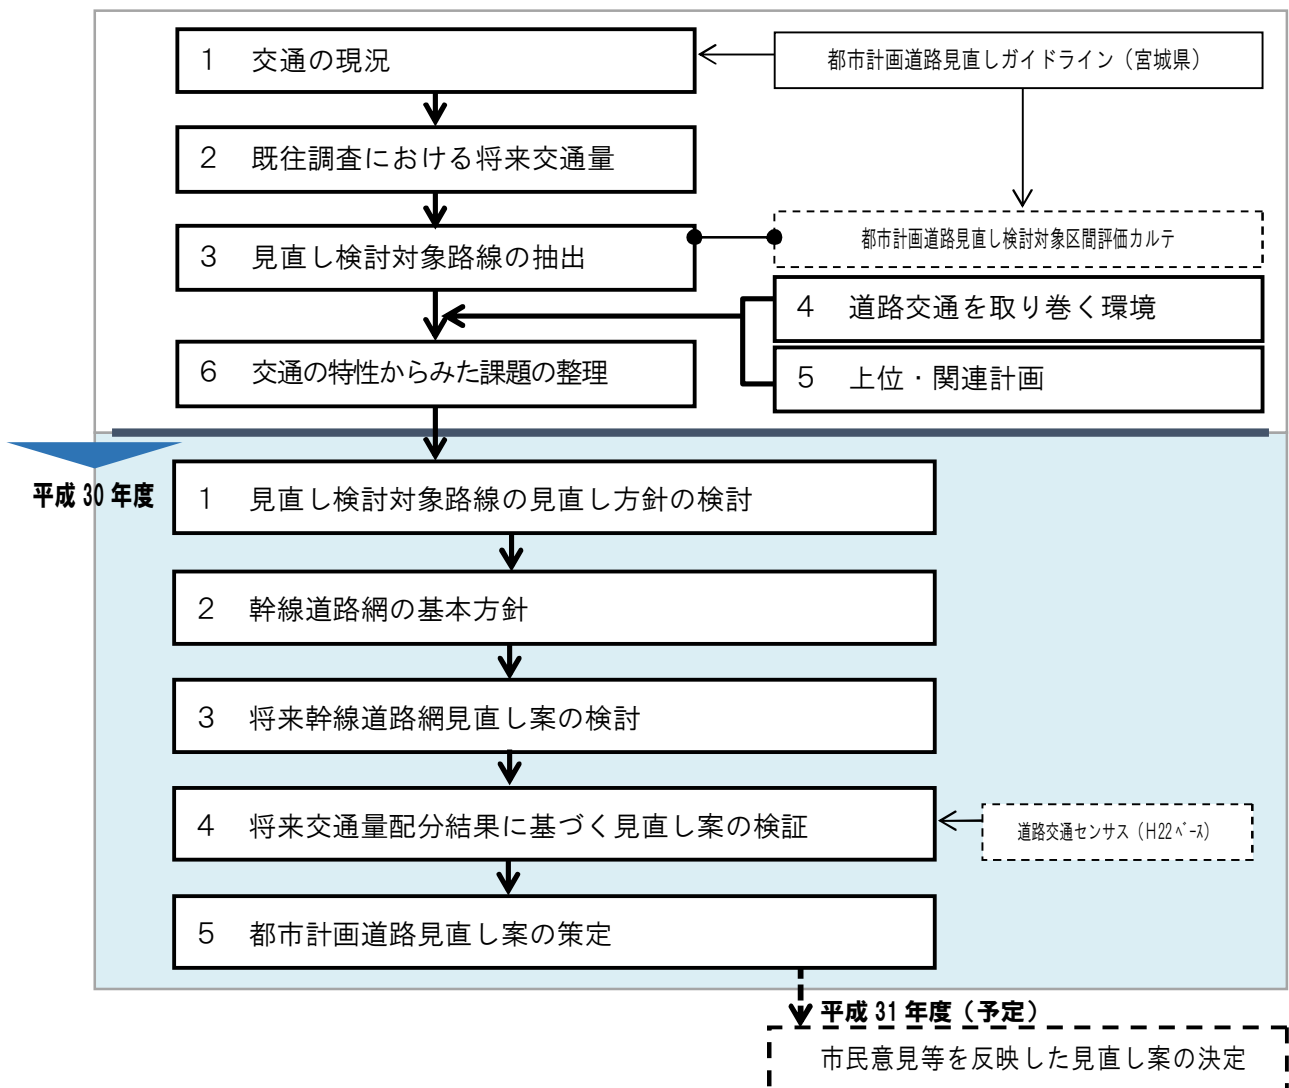 1 交通の現況
都市計画道路見直しガイドライン（宮城県）
2 既往調査における将来交通量
3 見直し検討対象路線の抽出
都市計画道路見直し検討対象区間評価カルテ
4 道路交通を取り巻く環境
5 上位・関連計画
6 交通の特性からみた課題の整理
平成30年度
1 見直し検討対象路線の見直し方針の検討
2 幹線道路網の基本方針
3 将来幹線道路網見直し案の検討
4 将来交通量配分結果に基づく見直し案の検証
道路交通センサス（H22ﾍﾞｰｽ）
5 都市計画道路見直し案の策定
平成31年度（予定）
市民意見等を反映した見直し案の決定